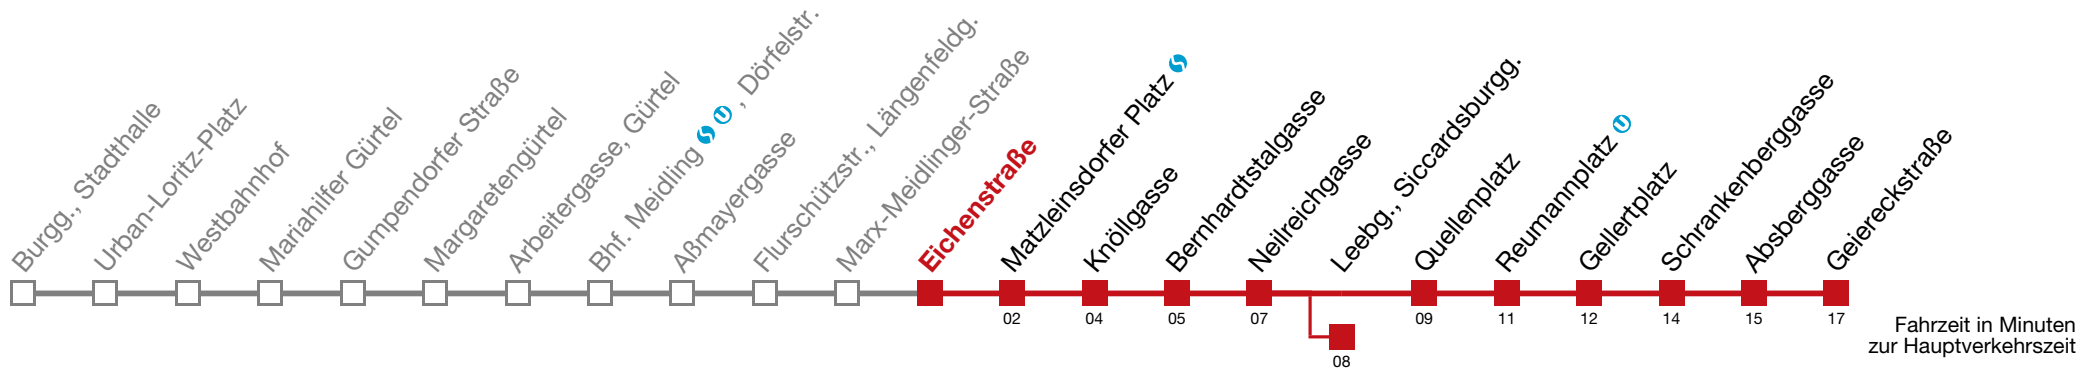 Burgg., Stadthalle
Urban-Loritz-Platz
Westbahnhof
Mariahilfer Gürtel
Gumpendorfer Straße
Margaretengürtel
Arbeitergasse, Gürtel
Bhf. Meidling S U , Dörfelstr.
Aßmayergasse
Flurschützstr., Längenfeldg.
Marx-Meidlinger-Straße
Eichenstraße
Matzleinsdorfer Platz S
Knöllgasse
Bernhardtstalgasse
Neilreichgasse
Leebg., Siccardsburgg.
Quellenplatz
Reumannplatz U
Gellertplatz
Schrankenberggasse
Absberggasse
Geiereckstraße
02 04 05 07 09 11 12 14 15 17
08
Fahrzeit in Minuten
zur Hauptverkehrszeit